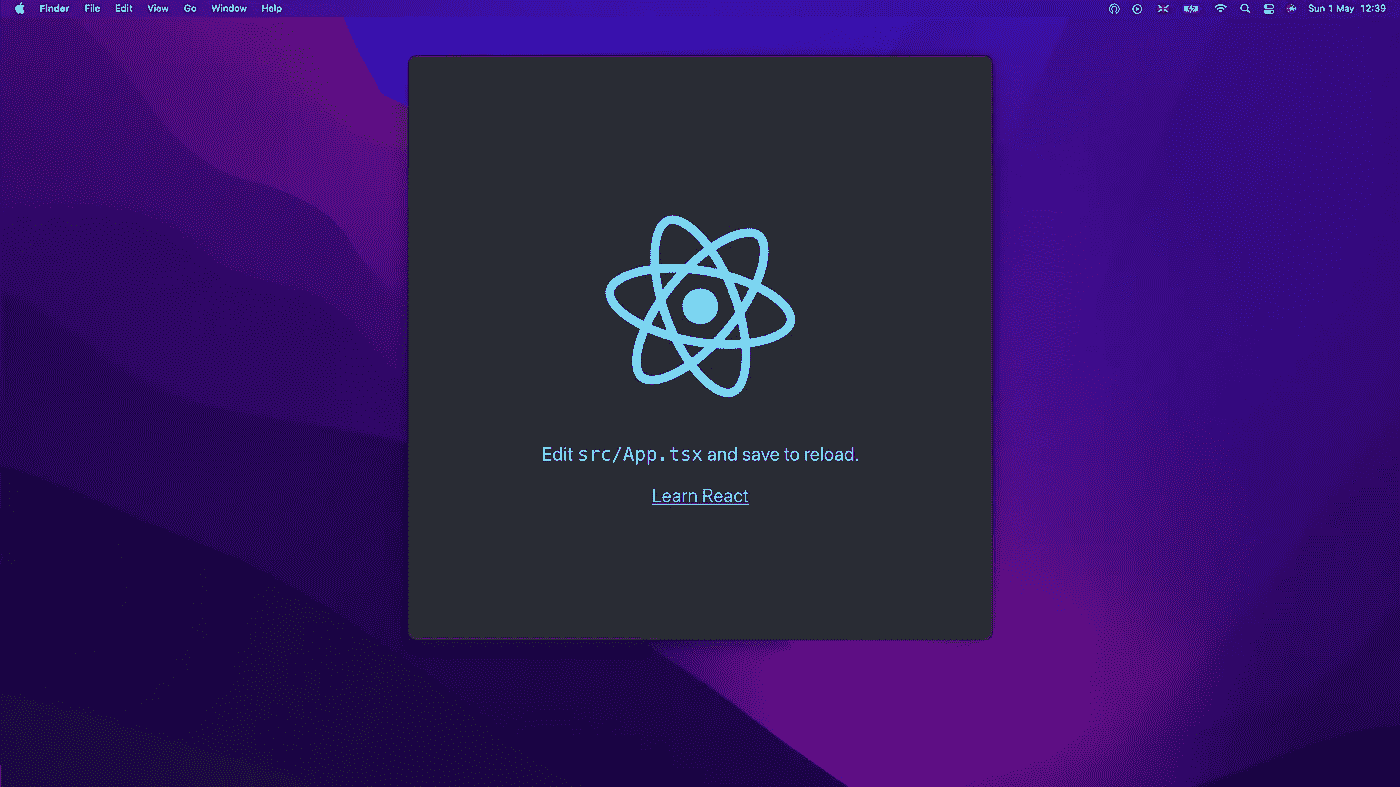 Finder File Edit View Go Window Help Sun 1 May 12:39
Edit src/App.tsx and save to reload.
Learn React